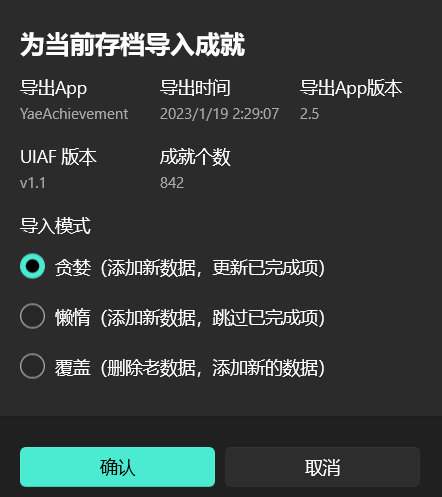 为当前存档导入成就
导出App 导出时间 导出App版本
YaeAchievement 2023/1/19 2:29:07 2.5
UIAF 版本 成就个数
v1.1 842
导入模式
贪婪（添加新数据，更新已完成项）
懒惰（添加新数据，跳过已完成项）
覆盖（删除老数据，添加新的数据）
确认 取消